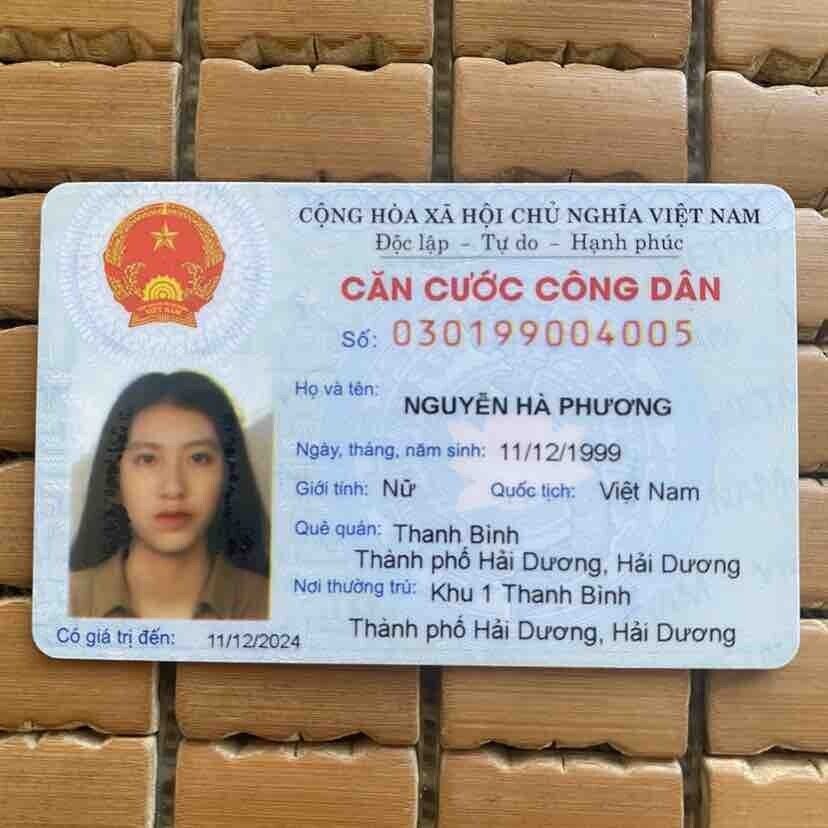 CỘNG HÒA XÃ HỘI CHỦ NGHĨA VIỆT NAM
Độc lập - Tự do - Hạnh phúc
CĂN CƯỚC CÔNG DÂN
Số: 030199004005
Họ và tên:
NGUYỄN HÀ PHƯƠNG
Ngày, tháng, năm sinh: 11/12/1999
Giới tính: Nữ Quốc tịch: Việt Nam
Quê quán: Thanh Bình
Thành phố Hải Dương, Hải Dương
Nơi thường trú: Khu 1 Thanh Bình
Thành phố Hải Dương, Hải Dương
Có giá trị đến: 11/12/2024
VIỆT NAM